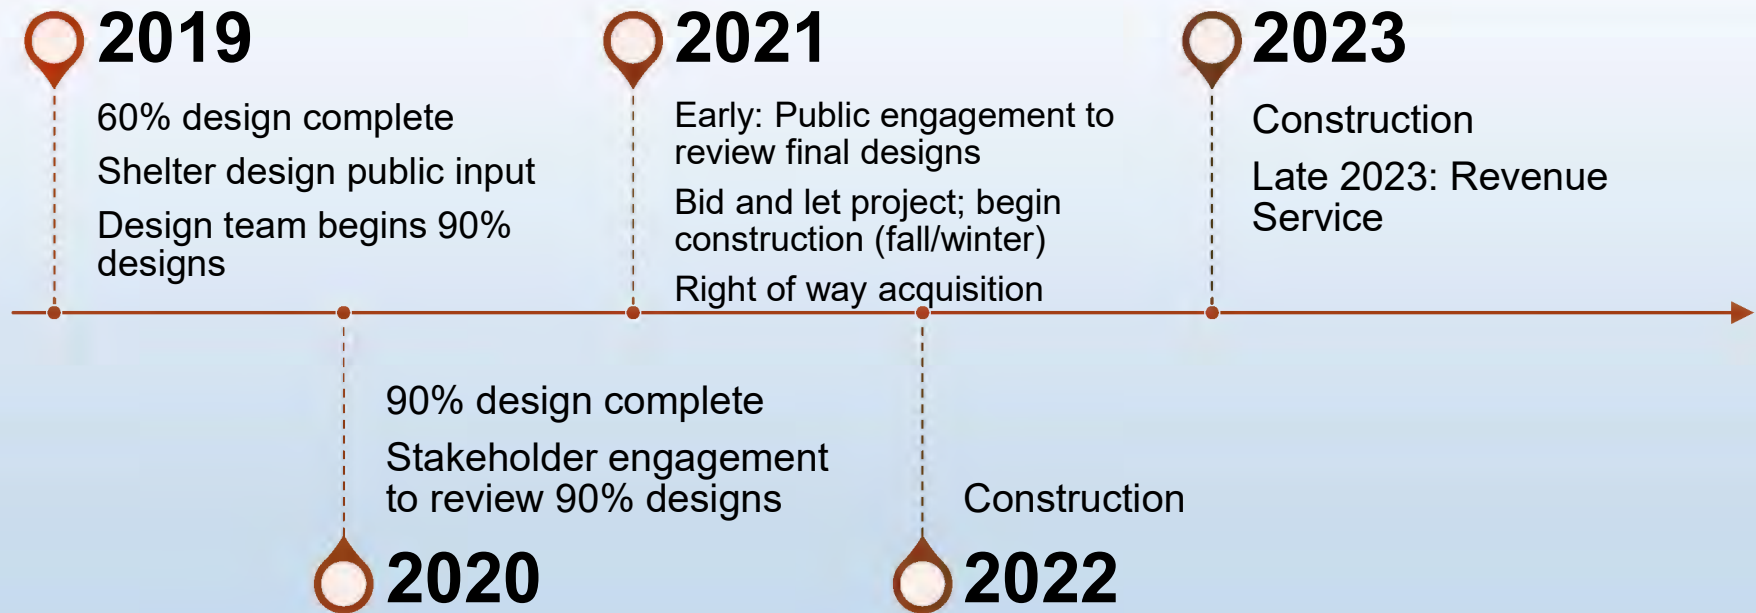 2019
60% design complete
Shelter design public input
Design team begins 90%
designs
2021
Early: Public engagement to
review final designs
Bid and let project; begin
construction (fall/winter)
Right of way acquisition
2023
Construction
Late 2023: Revenue
Service
90% design complete
Stakeholder engagement
to review 90% designs
2020
Construction
2022